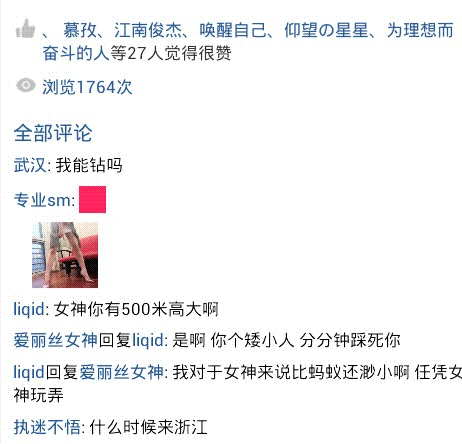 、 慕孜、江南俊杰、唤醒自己、仰望の星星、为理想而
奋斗的人等27人觉得很赞
浏览1764次
全部评论
武汉: 我能钻吗
专业sm:
liqid: 女神你有500米高大啊
爱丽丝女神回复liqid: 是啊 你个矮小人 分分钟踩死你
liqid回复爱丽丝女神: 我对于女神来说比蚂蚁还渺小啊 任凭女
神玩弄
执迷不悟: 什么时候来浙江